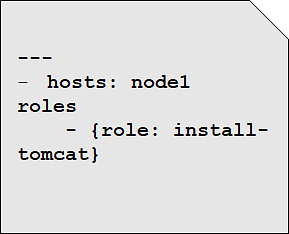 ---
- hosts: node1
roles
    - {role: install-
tomcat}